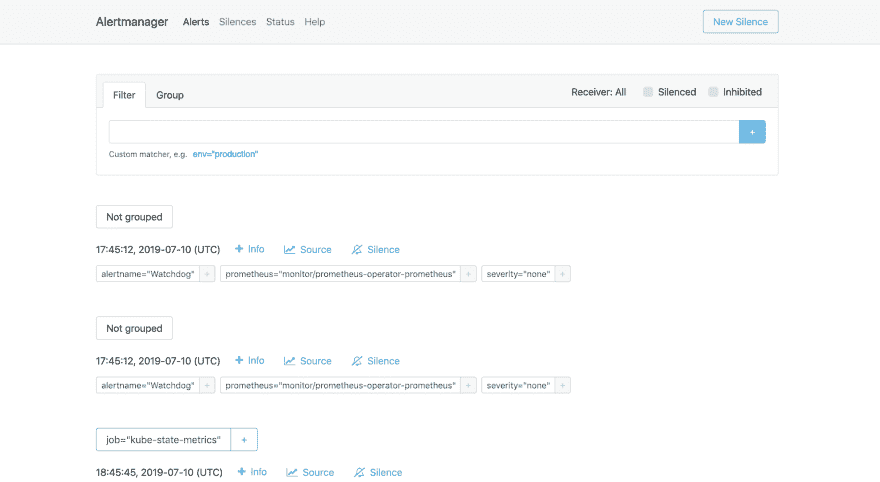 Alertmanager Alerts Silences Status Help New Silence
Filter Group Receiver: All Silenced Inhibited
+
Custom matcher, e.g. env="production"
Not grouped
17:45:12, 2019-07-10 (UTC) + Info Source Silence
alertname="Watchdog" + prometheus="monitor/prometheus-operator-prometheus" + severity="none" +
Not grouped
17:45:12, 2019-07-10 (UTC) + Info Source Silence
alertname="Watchdog" + prometheus="monitor/prometheus-operator-prometheus" + severity="none" +
job="kube-state-metrics" +
18:45:45, 2019-07-10 (UTC) + Info Source Silence